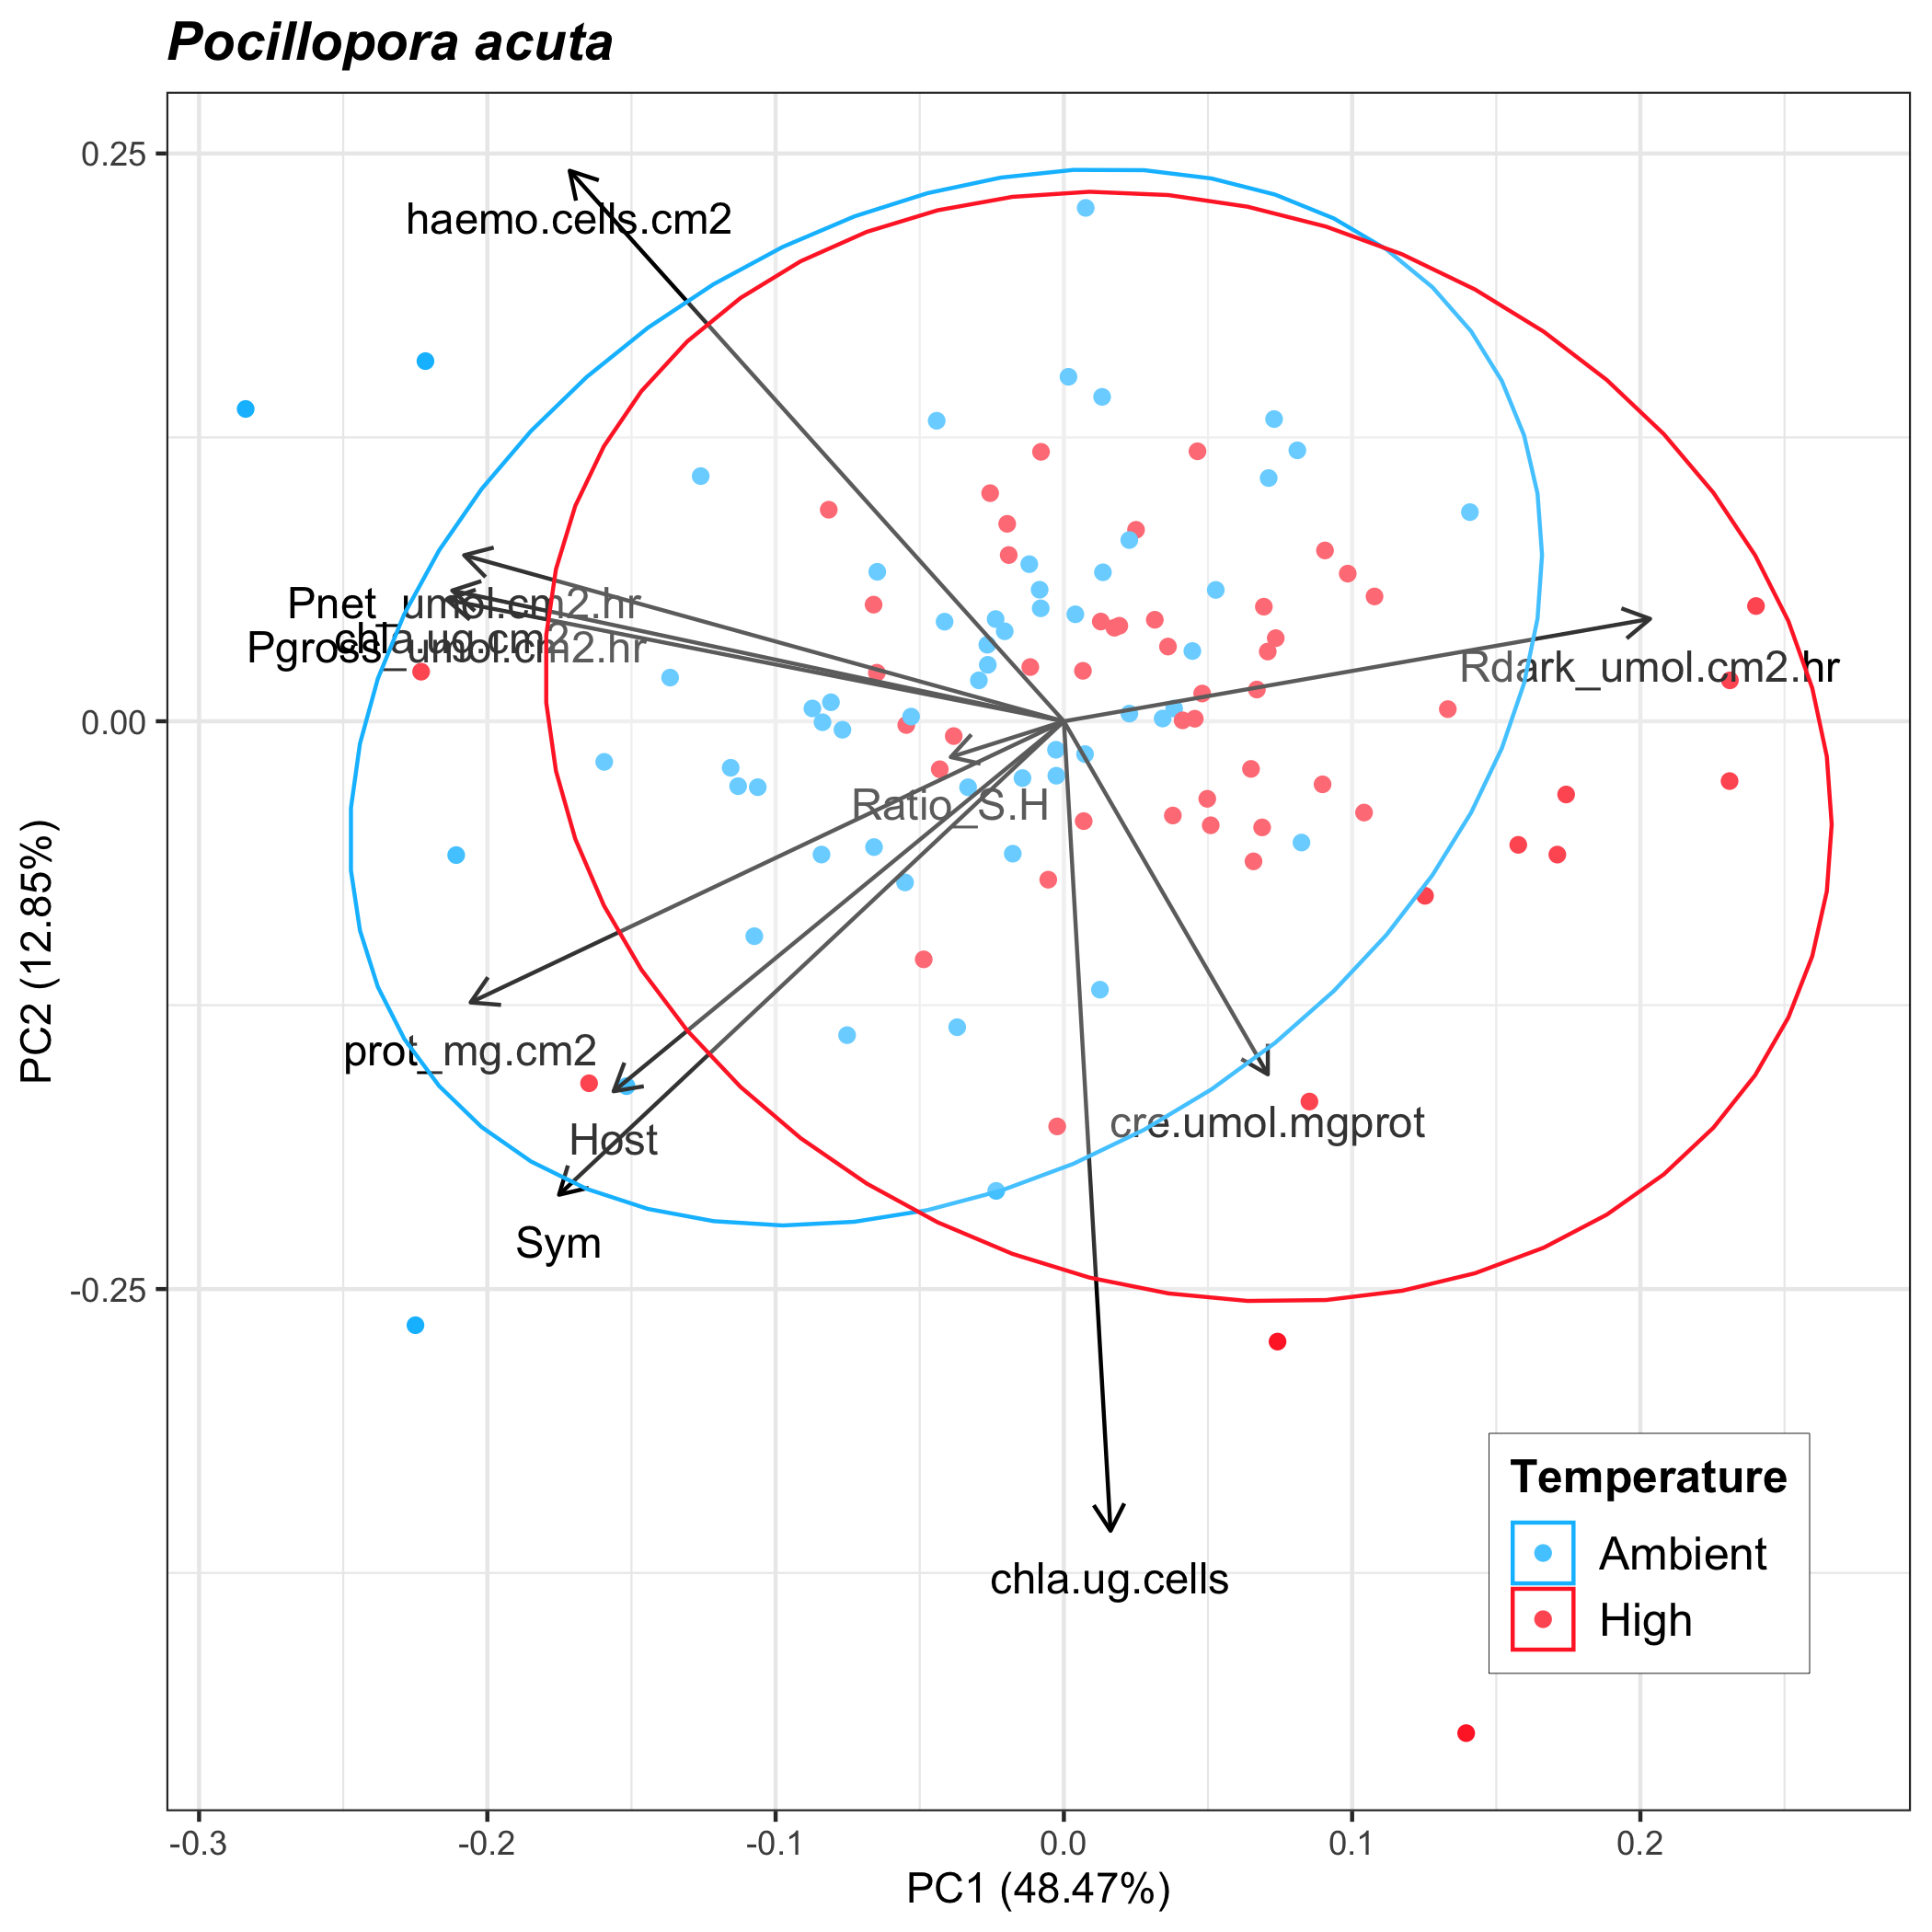 Pocillopora acuta
0.25
0.00
-0.25
PC2 (12.85%)
haemo.cells.cm2
Pnet_umol.cm2.hr
chla.ug.cm2
Pgross_umol.cm2.hr
Rdark_umol.cm2.hr
Ratio_S.H
prot_mg.cm2
cre.umol.mgprot
Host
Sym
chla.ug.cells
Temperature
Ambient
High
-0.3
-0.2
-0.1
0.0
0.1
0.2
PC1 (48.47%)